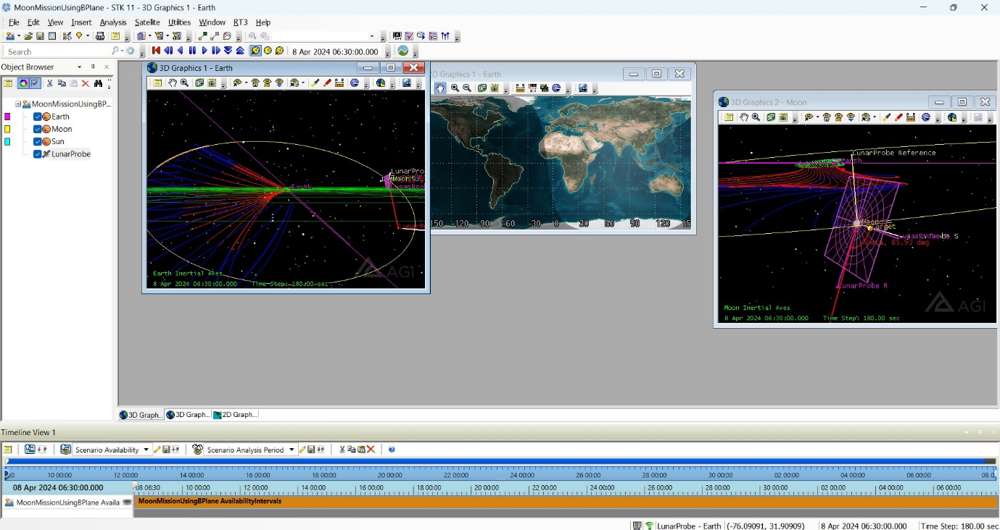 MoonMissionUsingBPlane - STK 11 - 3D Graphics 1 - Earth
File Edit View Insert Analysis Satellite Utilities Window RT3 Help
8 Apr 2024 06:30:00.000
Search
Object Browser
MoonMissionUsingBP...
Earth
Moon
Sun
LunarProbe
3D Graphics 1 - Earth
Earth
LunarPro
Earth Inertial Axes
8 Apr 2024 06:30:00.000 Time Step: 180.00 sec
AGI
2D Graphics 1 - Earth
150 -120 -90 -60 -30 0 30 60 90 120 15
3D Graphics 2 - Moon
LunarProbe Reference
Earth
Target
85.93 deg
LunarProbe R
Moon Inertial Axes
8 Apr 2024 06:30:00.000 Time Step: 180.00 sec
AGI
3D Graph... 3D Graph... 2D Graph...
Timeline View 1
Scenario Availability Scenario Analysis Period
10 00:00 12 00:00 14 00:00 16 00:00 18 00:00 20 00:00 22 00:00 24 00:00 26 00:00 28 00:00 30 00:00 02 00:00 04 00:00 06 00:00 08 0
08 Apr 2024 06:30:00.000
08 06:30 10 00:00 12 00:00 14 00:00 16 00:00 18 00:00 20 00:00 22 00:00 24 00:00 26 00:00 28 00:00 30 00:00 02 00:00 04 00:00 06 00:00
MoonMissionUsingBPlane Availa
MoonMissionUsingBPlane AvailabilityIntervals
LunarProbe - Earth (-76.09091, 31.90909) 8 Apr 2024 06:30:00.000 Time Step: 180.00 sec